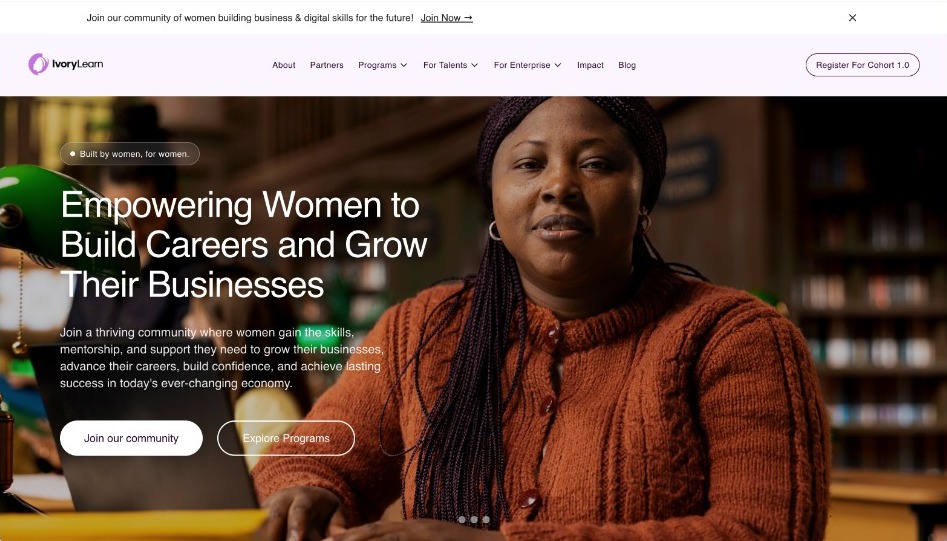 Join our community of women building business & digital skills for the future! Join Now →
IvoryLearn
About Partners Programs For Talents For Enterprise Impact Blog
Register For Cohort 1.0
Built by women, for women.
Empowering Women to
Build Careers and Grow
Their Businesses
Join a thriving community where women gain the skills,
mentorship, and support they need to grow their businesses,
advance their careers, build confidence, and achieve lasting
success in today's ever-changing economy.
Join our community
Explore Programs